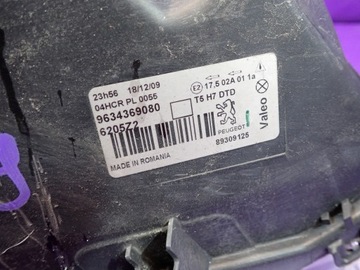 23h56 18/12/09
04HCR PL 0055
9634369080
6205Z2
MADE IN ROMANIA
E2 17.5 02A 01 1a
T5 H7 DTD
PEUGEOT
89309125
Valeo